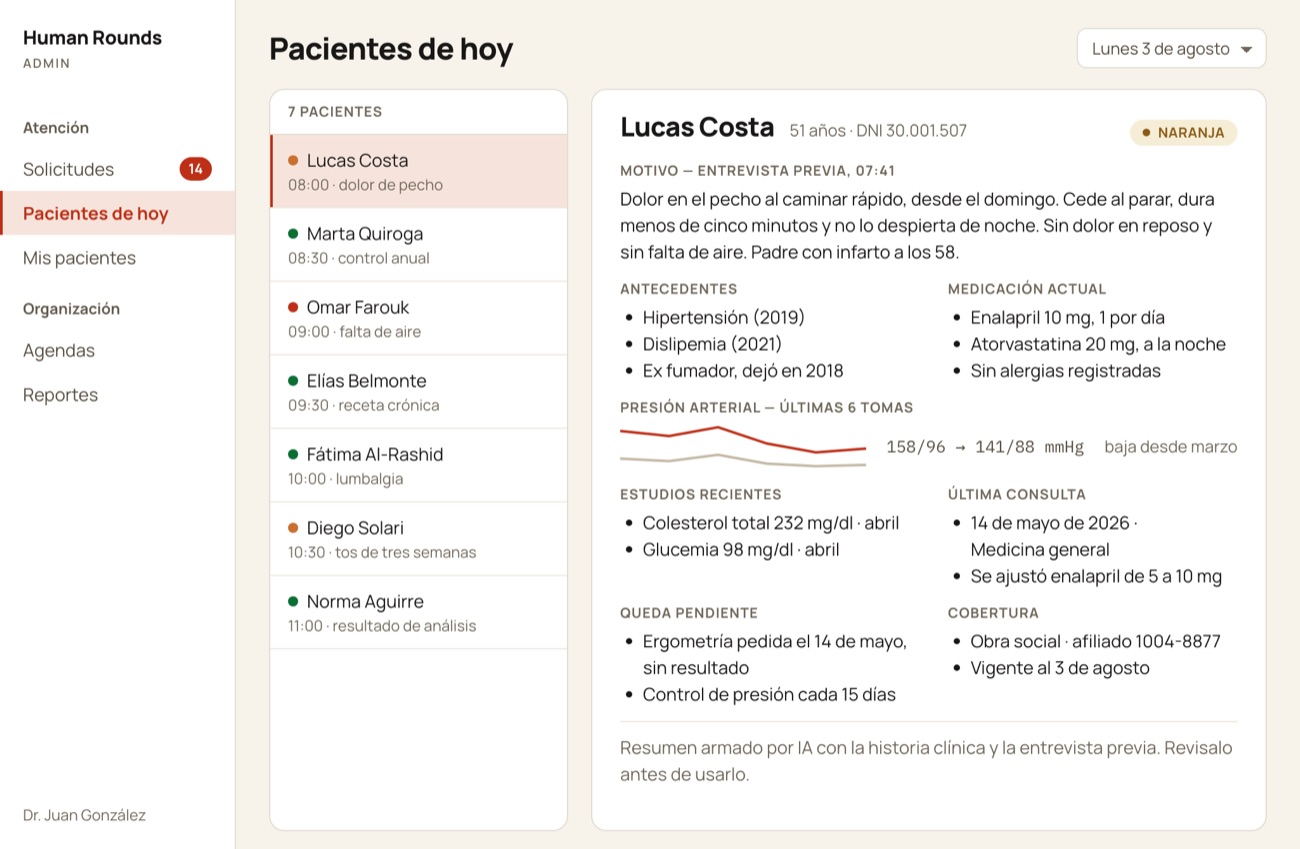 Human Rounds
ADMIN
Atención
Solicitudes 14
Pacientes de hoy
Mis pacientes
Organización
Agendas
Reportes
Dr. Juan González
Pacientes de hoy
Lunes 3 de agosto
7 PACIENTES
Lucas Costa
08:00 · dolor de pecho
Marta Quiroga
08:30 · control anual
Omar Farouk
09:00 · falta de aire
Elías Belmonte
09:30 · receta crónica
Fátima Al-Rashid
10:00 · lumbalgia
Diego Solari
10:30 · tos de tres semanas
Norma Aguirre
11:00 · resultado de análisis
Lucas Costa 51 años · DNI 30.001.507
NARANJA
MOTIVO — ENTREVISTA PREVIA, 07:41
Dolor en el pecho al caminar rápido, desde el domingo. Cede al parar, dura
menos de cinco minutos y no lo despierta de noche. Sin dolor en reposo y
sin falta de aire. Padre con infarto a los 58.
ANTECEDENTES
• Hipertensión (2019)
• Dislipemia (2021)
• Ex fumador, dejó en 2018
MEDICACIÓN ACTUAL
• Enalapril 10 mg, 1 por día
• Atorvastatina 20 mg, a la noche
• Sin alergias registradas
PRESIÓN ARTERIAL — ÚLTIMAS 6 TOMAS
158/96 → 141/88 mmHg baja desde marzo
ESTUDIOS RECIENTES
• Colesterol total 232 mg/dl · abril
• Glucemia 98 mg/dl · abril
ÚLTIMA CONSULTA
• 14 de mayo de 2026 ·
Medicina general
• Se ajustó enalapril de 5 a 10 mg
QUEDA PENDIENTE
• Ergometría pedida el 14 de mayo,
sin resultado
• Control de presión cada 15 días
COBERTURA
• Obra social · afiliado 1004-8877
• Vigente al 3 de agosto
Resumen armado por IA con la historia clínica y la entrevista previa. Revisalo
antes de usarlo.